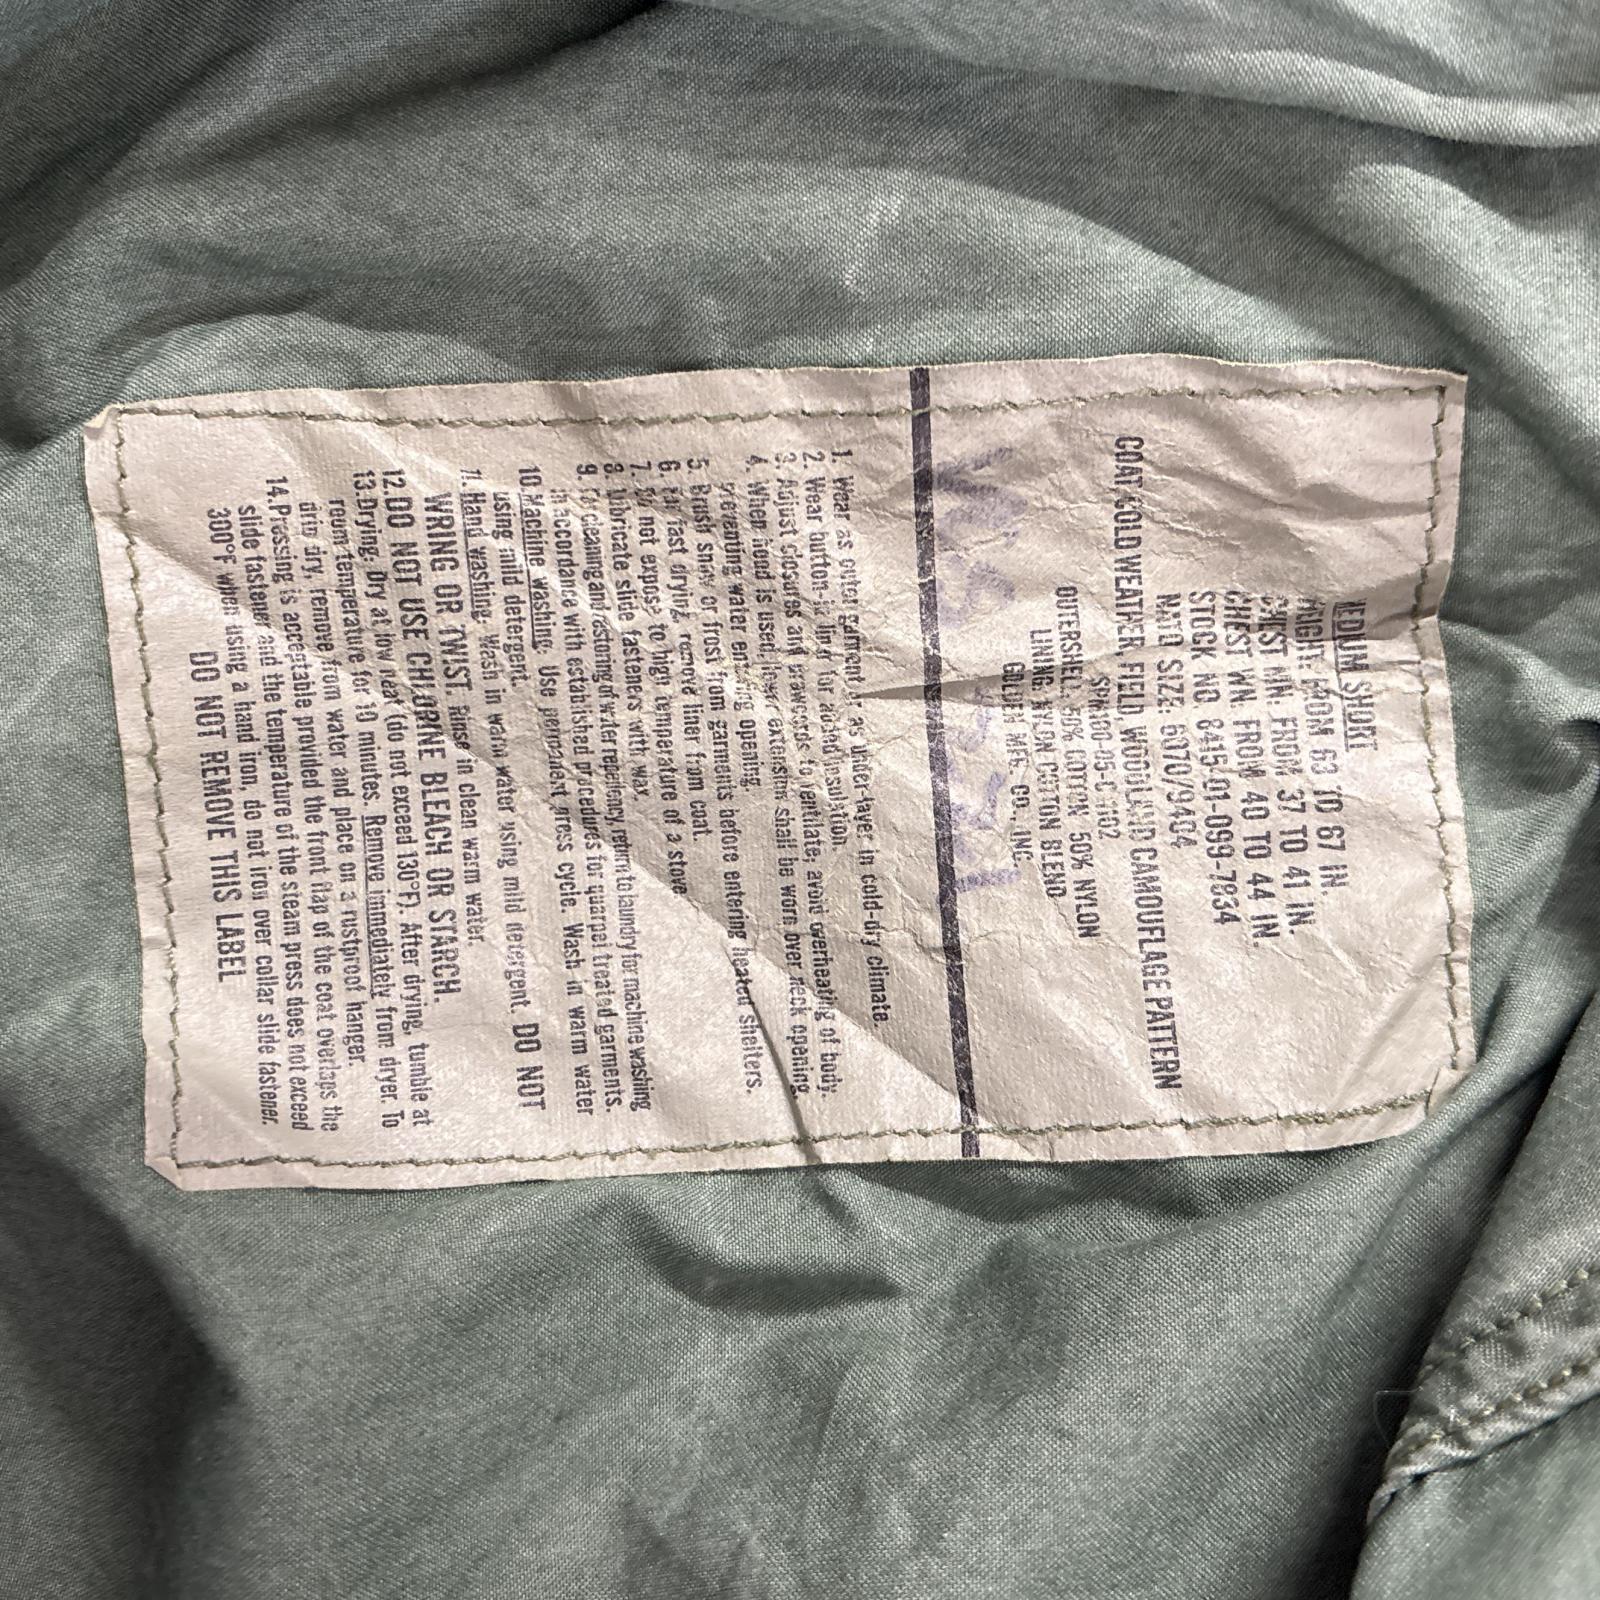 MEDIUM SHORT
HEIGHT: FROM 63 TO 67 IN.
CHEST MN: FROM 37 TO 41 IN.
CHEST WN: FROM 40 TO 44 IN.
STOCK NO. 8415-01-099-7834
NATO SIZE: 6070/9404
COAT, COLD WEATHER, FIELD, WOODLAND CAMOUFLAGE PATTERN
OUTERSHELL: 50% COTTON 50% NYLON
LINING: NYLON COTTON BLEND
GOLDEN MFG. CO., INC.
1. Wear as outer garment or as under-layer in cold-dry climate.
2. Wear button-in liner for added insulation.
3. Adjust closures and drawcords to ventilate, avoid overheating of body.
4. When hood is used, lower extension shall be worn over neck opening,
preventing water entering opening.
5. Brush snow or frost from garments before entering heated shelters.
6. For fast drying, remove liner from coat.
7. Do not expose to high temperature of a stove.
8. Lubricate slide fasteners with wax.
9. For cleaning and restoring of water repellency, return to laundry for machine washing
in accordance with established procedures for quarpel treated garments.
10. Machine washing: Use permanent press cycle. Wash in warm water
using mild detergent.
11. Hand washing: Wash in warm water using mild detergent. DO NOT
WRING OR TWIST. Rinse in clean warm water.
12. DO NOT USE CHLORINE BLEACH OR STARCH.
13. Drying: Dry at low heat (do not exceed 130°F). After drying, tumble at
room temperature for 10 minutes. Remove immediately from dryer. To
drip dry, remove from water and place on a rustproof hanger.
14. Pressing is acceptable provided the front flap of the coat overlaps the
slide fastener and the temperature of the steam press does not exceed
300°F when using a hand iron, do not iron over collar slide fastener.
DO NOT REMOVE THIS LABEL